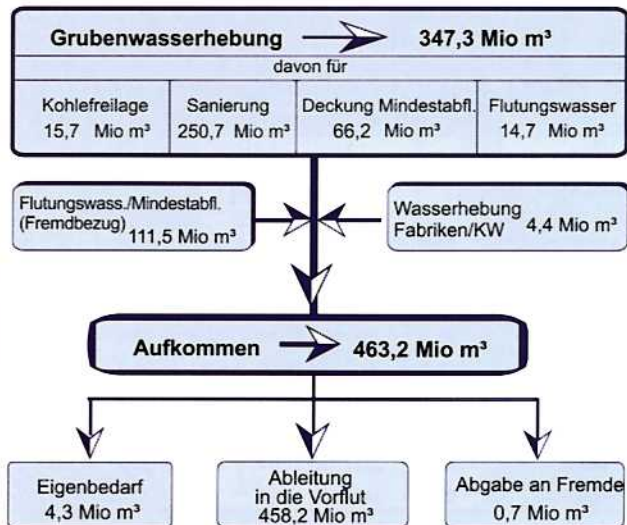 Grubenwasserhebung 347,3 Mio m³
davon für
Kohlefreilage
15,7 Mio m³
Sanierung
250,7 Mio m³
Deckung Mindestabfl.
66,2 Mio m³
Flutungswasser
14,7 Mio m³
Flutungswass./Mindestabfl.
(Fremdbezug)
111,5 Mio m³
Wasserhebung
Fabriken/KW 4,4 Mio m³
Aufkommen 463,2 Mio m³
Eigenbedarf
4,3 Mio m³
Ableitung
in die Vorflut
458,2 Mio m³
Abgabe an Fremde
0,7 Mio m³